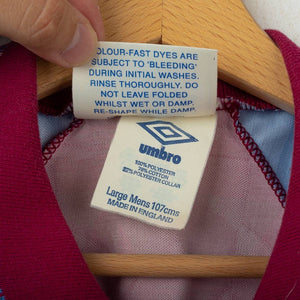 COLOUR-FAST DYES ARE
SUBJECT TO 'BLEEDING'
DURING INITIAL WASHES.
RINSE THOROUGHLY. DO
NOT LEAVE FOLDED
WHILST WET OR DAMP.
RE-SHAPE WHILE DAMP.
umbro
100% POLYESTER
COTTON
POLYESTER COLLAR
Large Mens 107cms
MADE IN ENGLAND